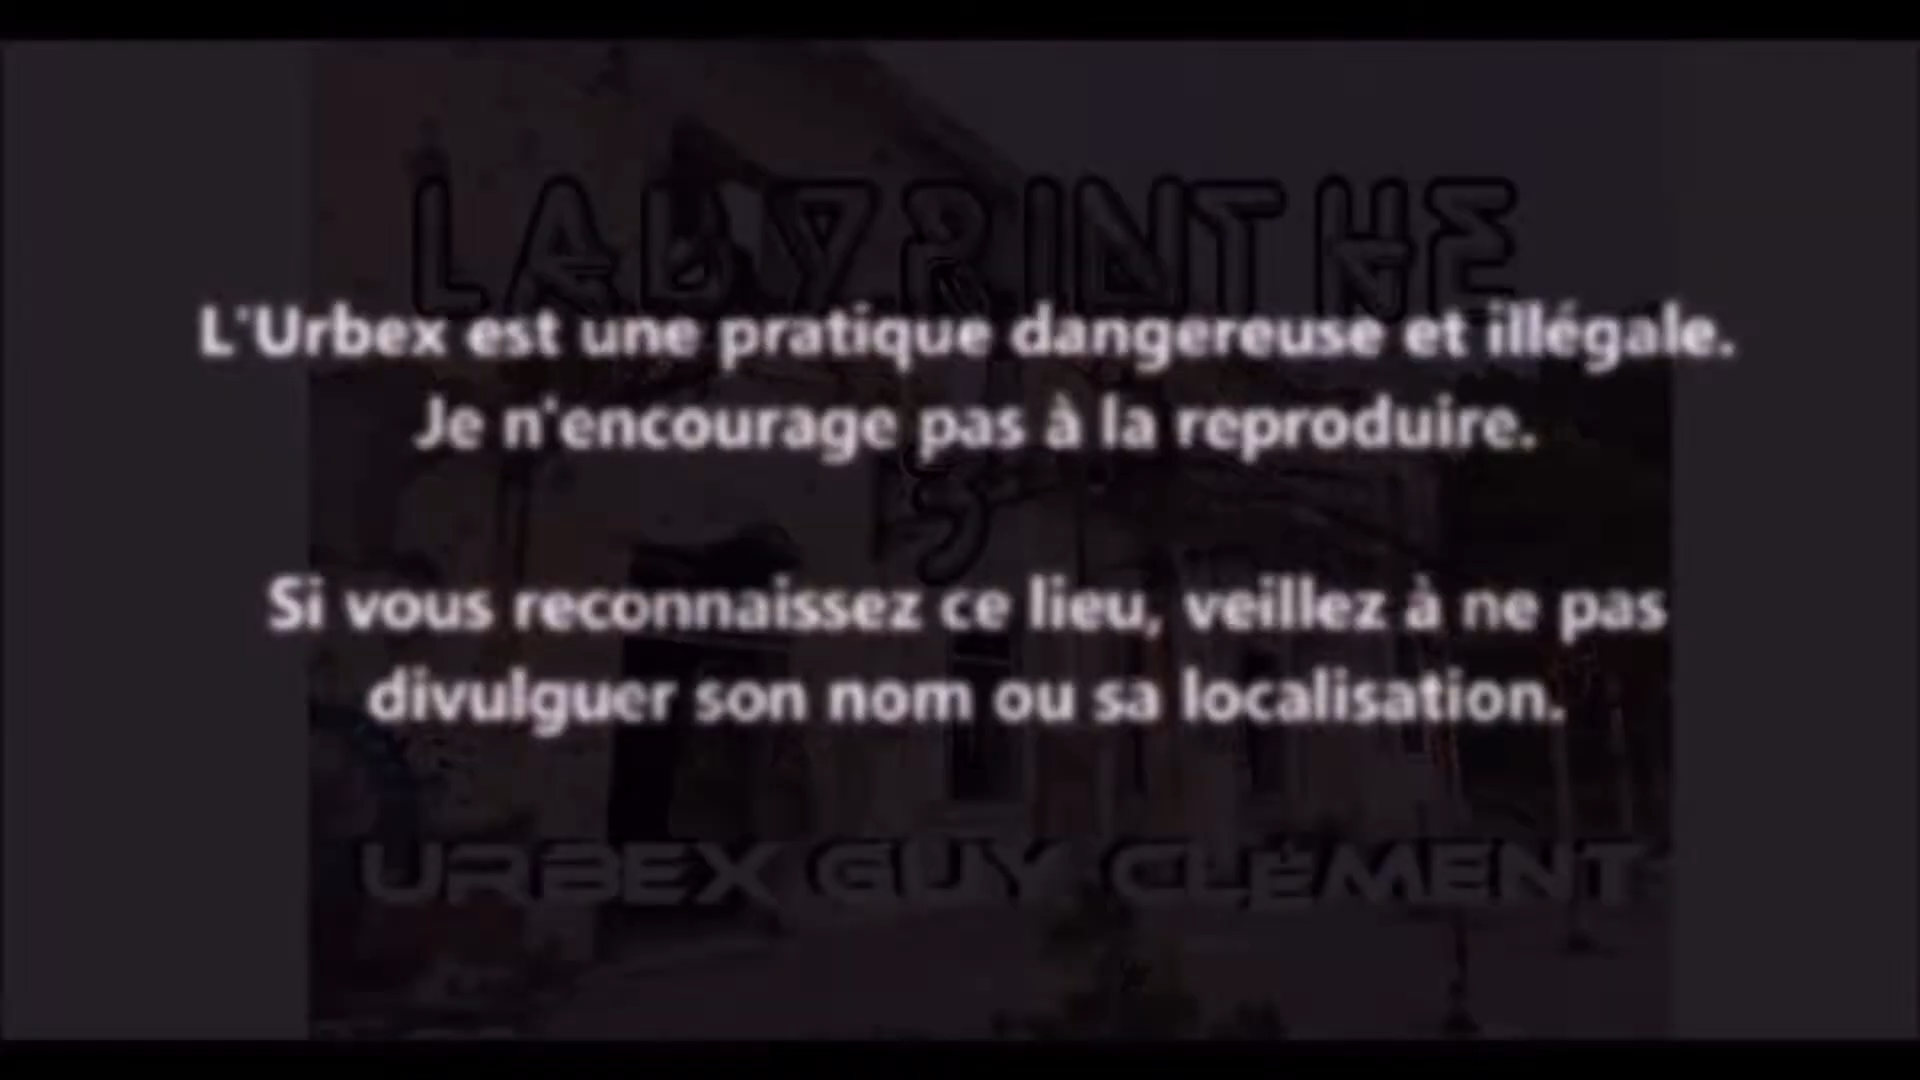 LABYRINTHE
L'Urbex est une pratique dangereuse et illégale.
Je n'encourage pas à la reproduire.
Si vous reconnaissez ce lieu, veillez à ne pas
divulguer son nom ou sa localisation.
URBEX GUY CLÉMENT